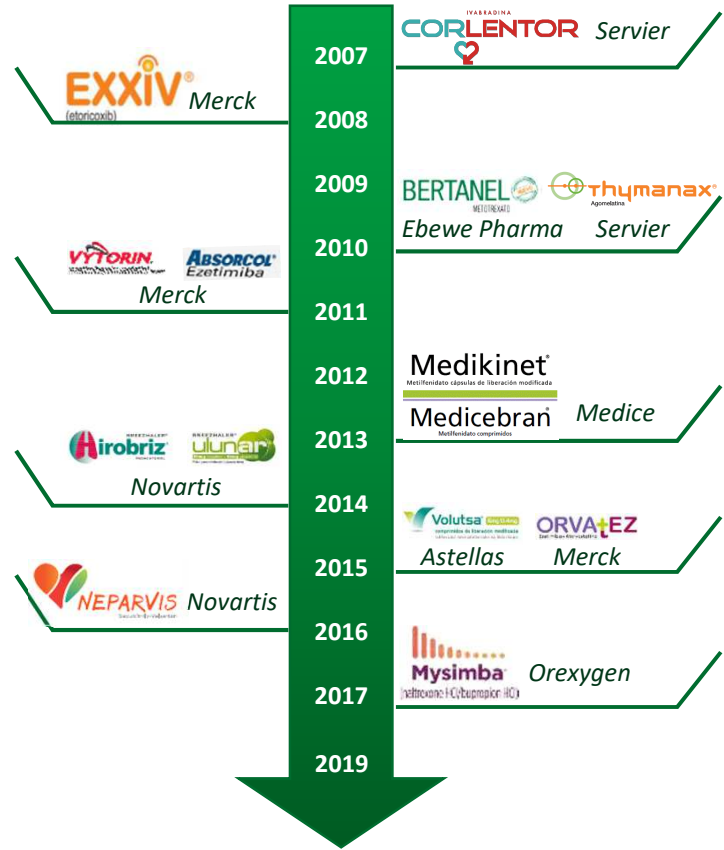 IVABRADINA
CORLENTOR Servier
2007
EXXIV® Merck
(etoricoxib)
2008
2009
BERTANEL
METOTREXATO
Thymanax®
Agomelatina
Ebewe Pharma Servier
2010
VYTORIN.
ABSORCOL®
Ezetimiba
Merck
2011
2012
Medikinet®
Metilfenidato cápsulas de liberación modificada
Medicebran®
Metilfenidato comprimidos
Medice
2013
BREEZHALER®
Hirobriz®
BREEZHALER®
ulunar
Novartis
2014
Volutsa®
comprimidos de liberación modificada
ORVATEZ
Astellas Merck
2015
NEPARVIS Novartis
2016
Mysimba
(naltrexone HCl/bupropion HCl)
Orexygen
2017
2019